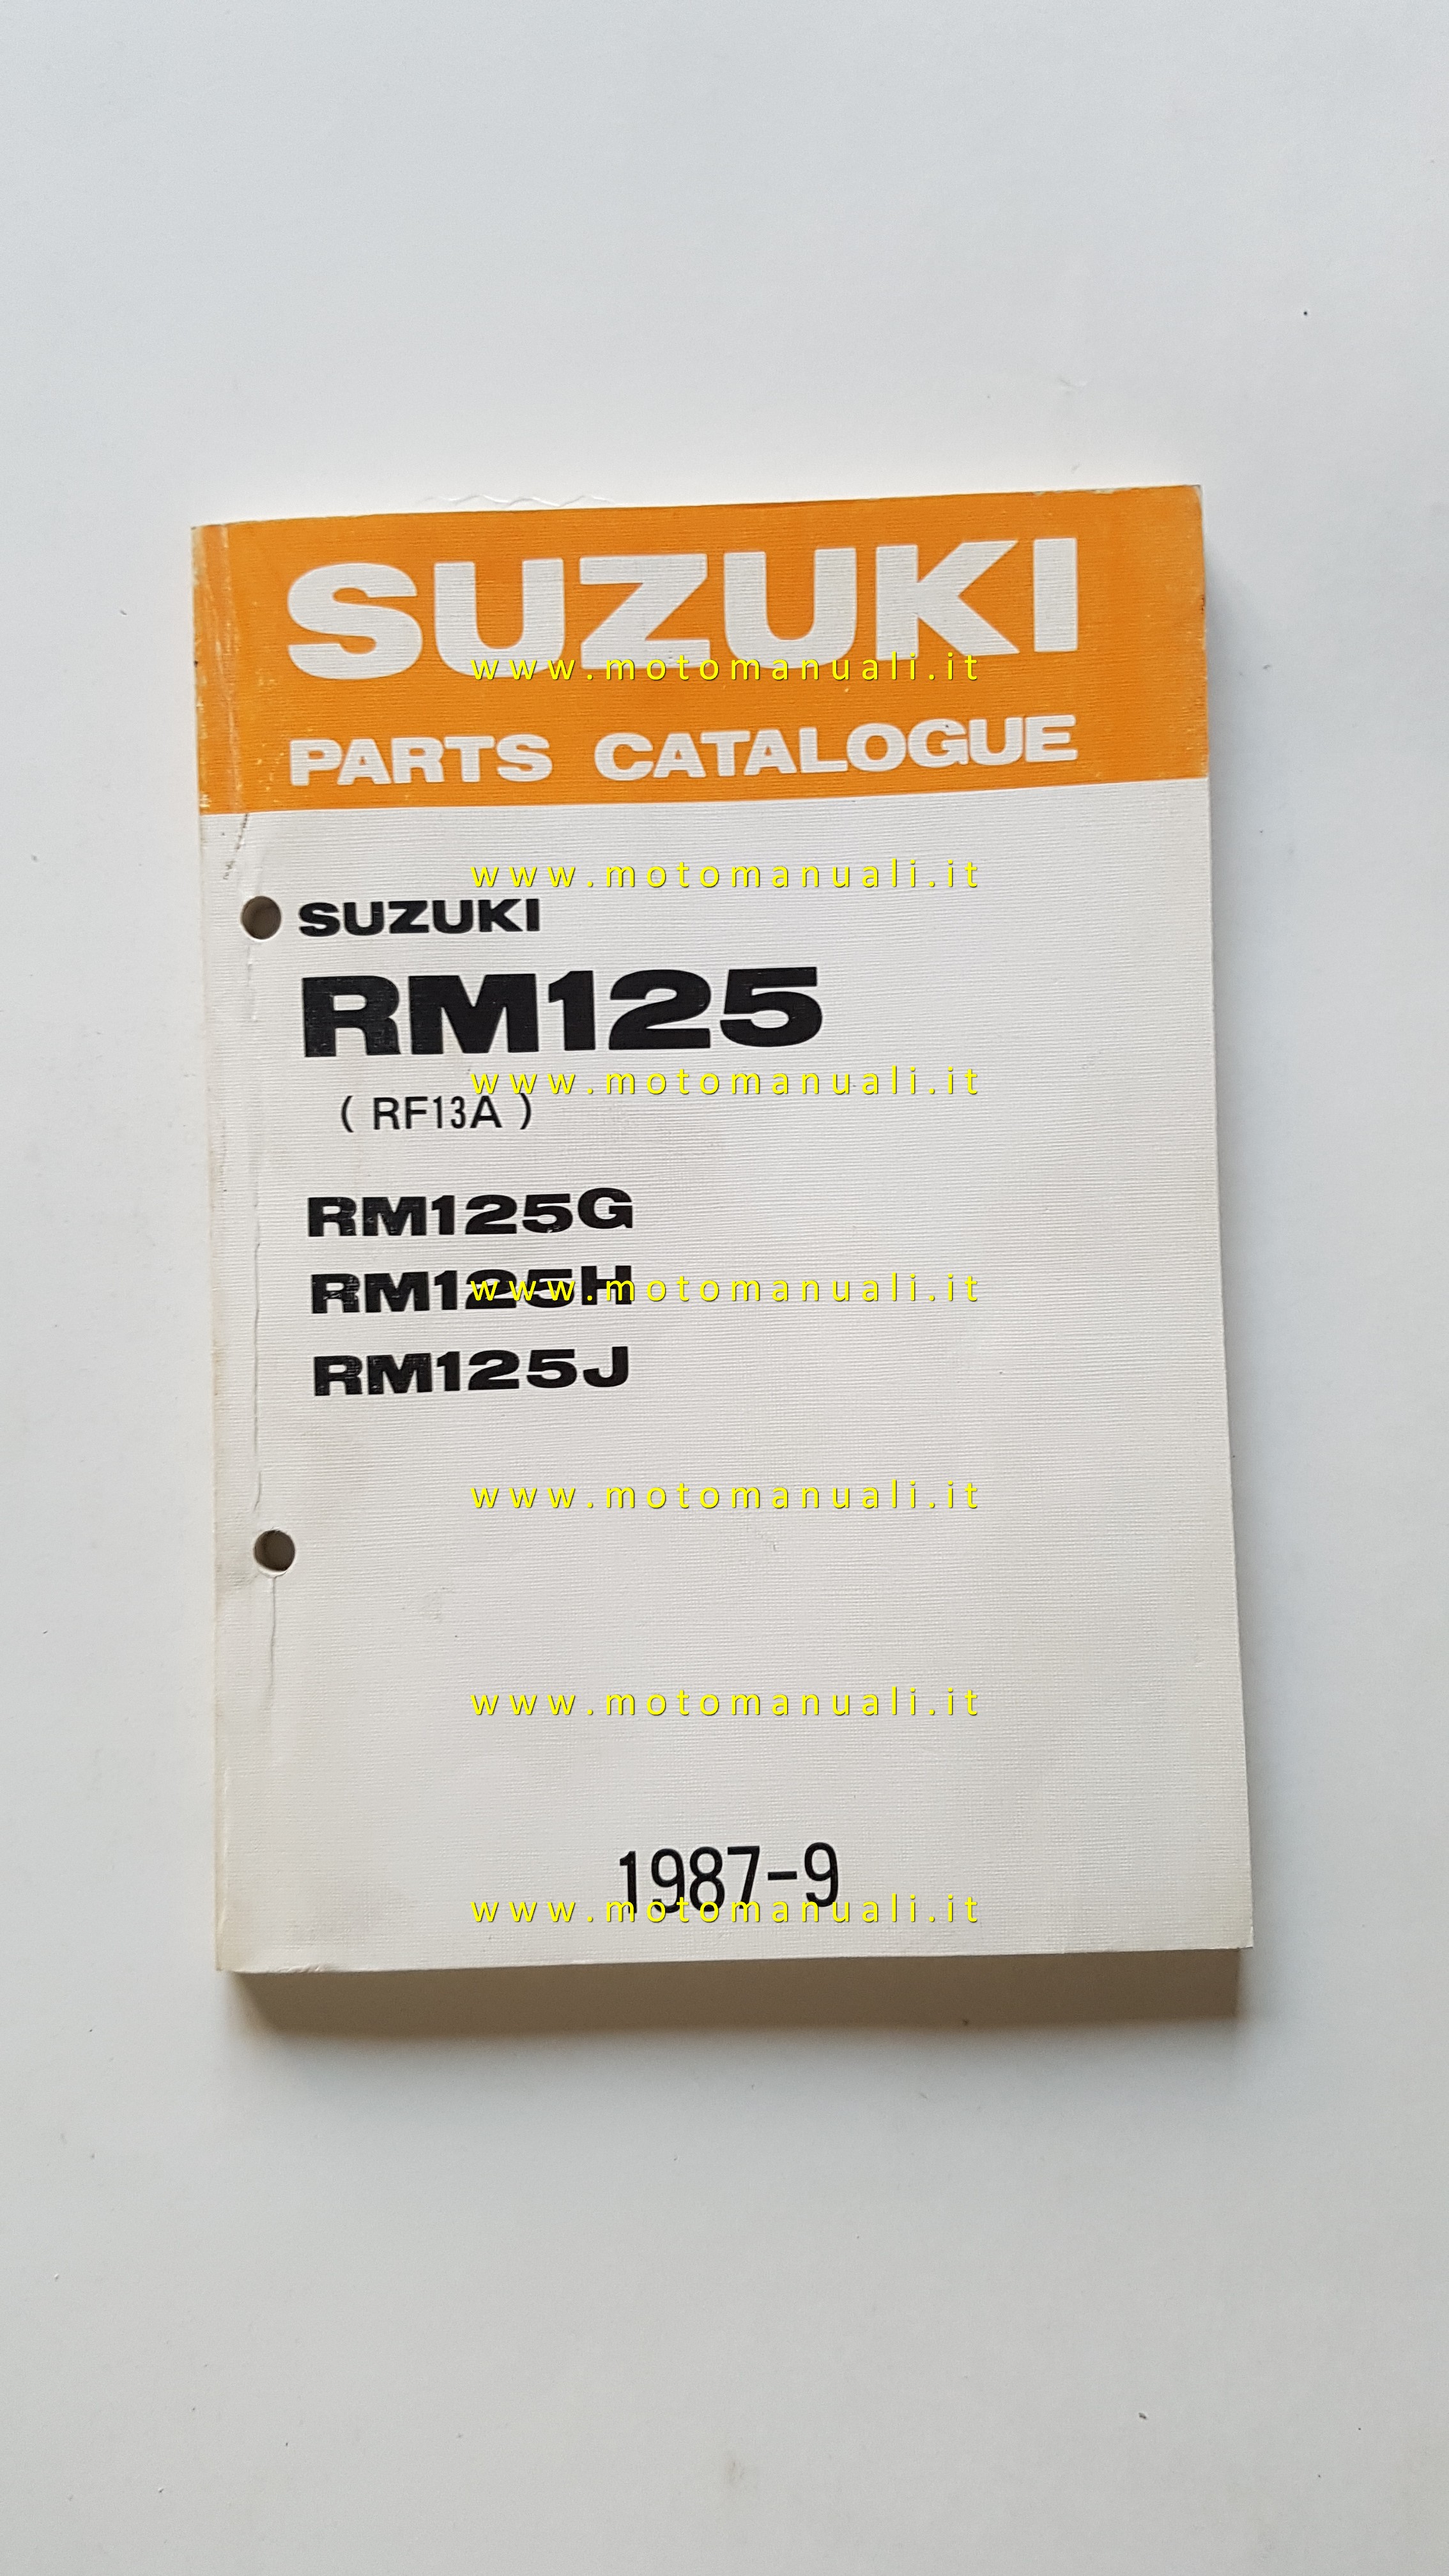 SUZUKI
www.motomanuali.it
PARTS CATALOGUE
www.motomanuali.it
SUZUKI
RM125
www.motomanuali.it
( RF13A )
RM125G
RM125H
www.motomanuali.it
RM125J
www.motomanuali.it
www.motomanuali.it
1987-9
www.motomanuali.it